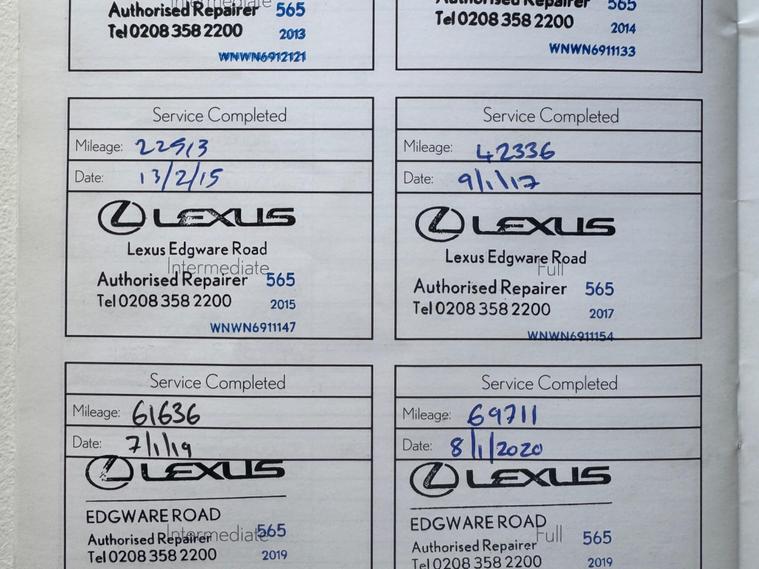 Intermediate
Authorised Repairer 565
Tel 0208 358 2200 2013
WNWN6912121
Authorised Repairer 565
Tel 0208 358 2200 2014
WNWN6911133
Service Completed
Mileage: 22913
Date: 13/2/15
LEXUS
Lexus Edgware Road
Intermediate
Authorised Repairer 565
Tel 0208 358 2200 2015
WNWN6911147
Service Completed
Mileage: 42336
Date: 9/1/17
LEXUS
Lexus Edgware Road
Full
Authorised Repairer 565
Tel 0208 358 2200 2017
WNWN6911154
Service Completed
Mileage: 61636
Date: 7/1/19
LEXUS
EDGWARE ROAD
Intermediate
Authorised Repairer 565
Tel 0208 358 2200 2019
Service Completed
Mileage: 69711
Date: 8/1/2020
LEXUS
EDGWARE ROAD
Full
Authorised Repairer 565
Tel 0208 358 2200 2019